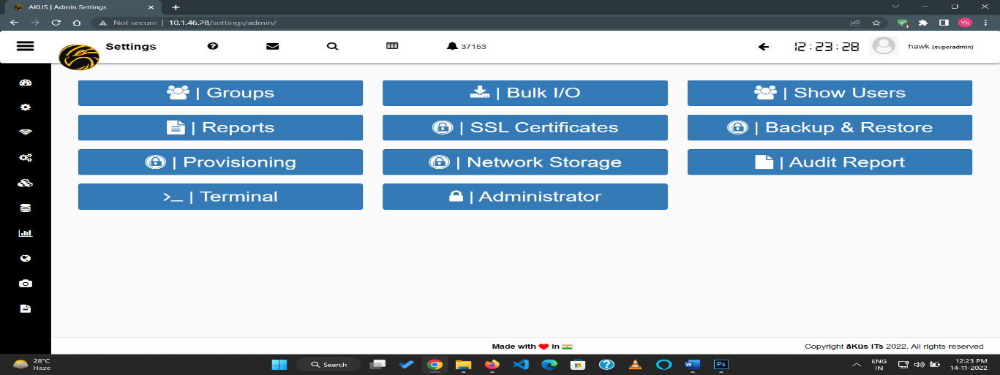 AKUS | Admin Settings
Not secure | 10.1.46.28/settings/admin/
Yk
Settings
37153
12:23:28
hawk (superadmin)
| Groups
| Bulk I/O
| Show Users
| Reports
| SSL Certificates
| Backup & Restore
| Provisioning
| Network Storage
| Audit Report
>_ | Terminal
| Administrator
Made with ❤ in 🇮🇳
Copyright āKüs ITs 2022. All rights reserved
28°C
Haze
Search
Ps
ENG
IN
12:23 PM
14-11-2022